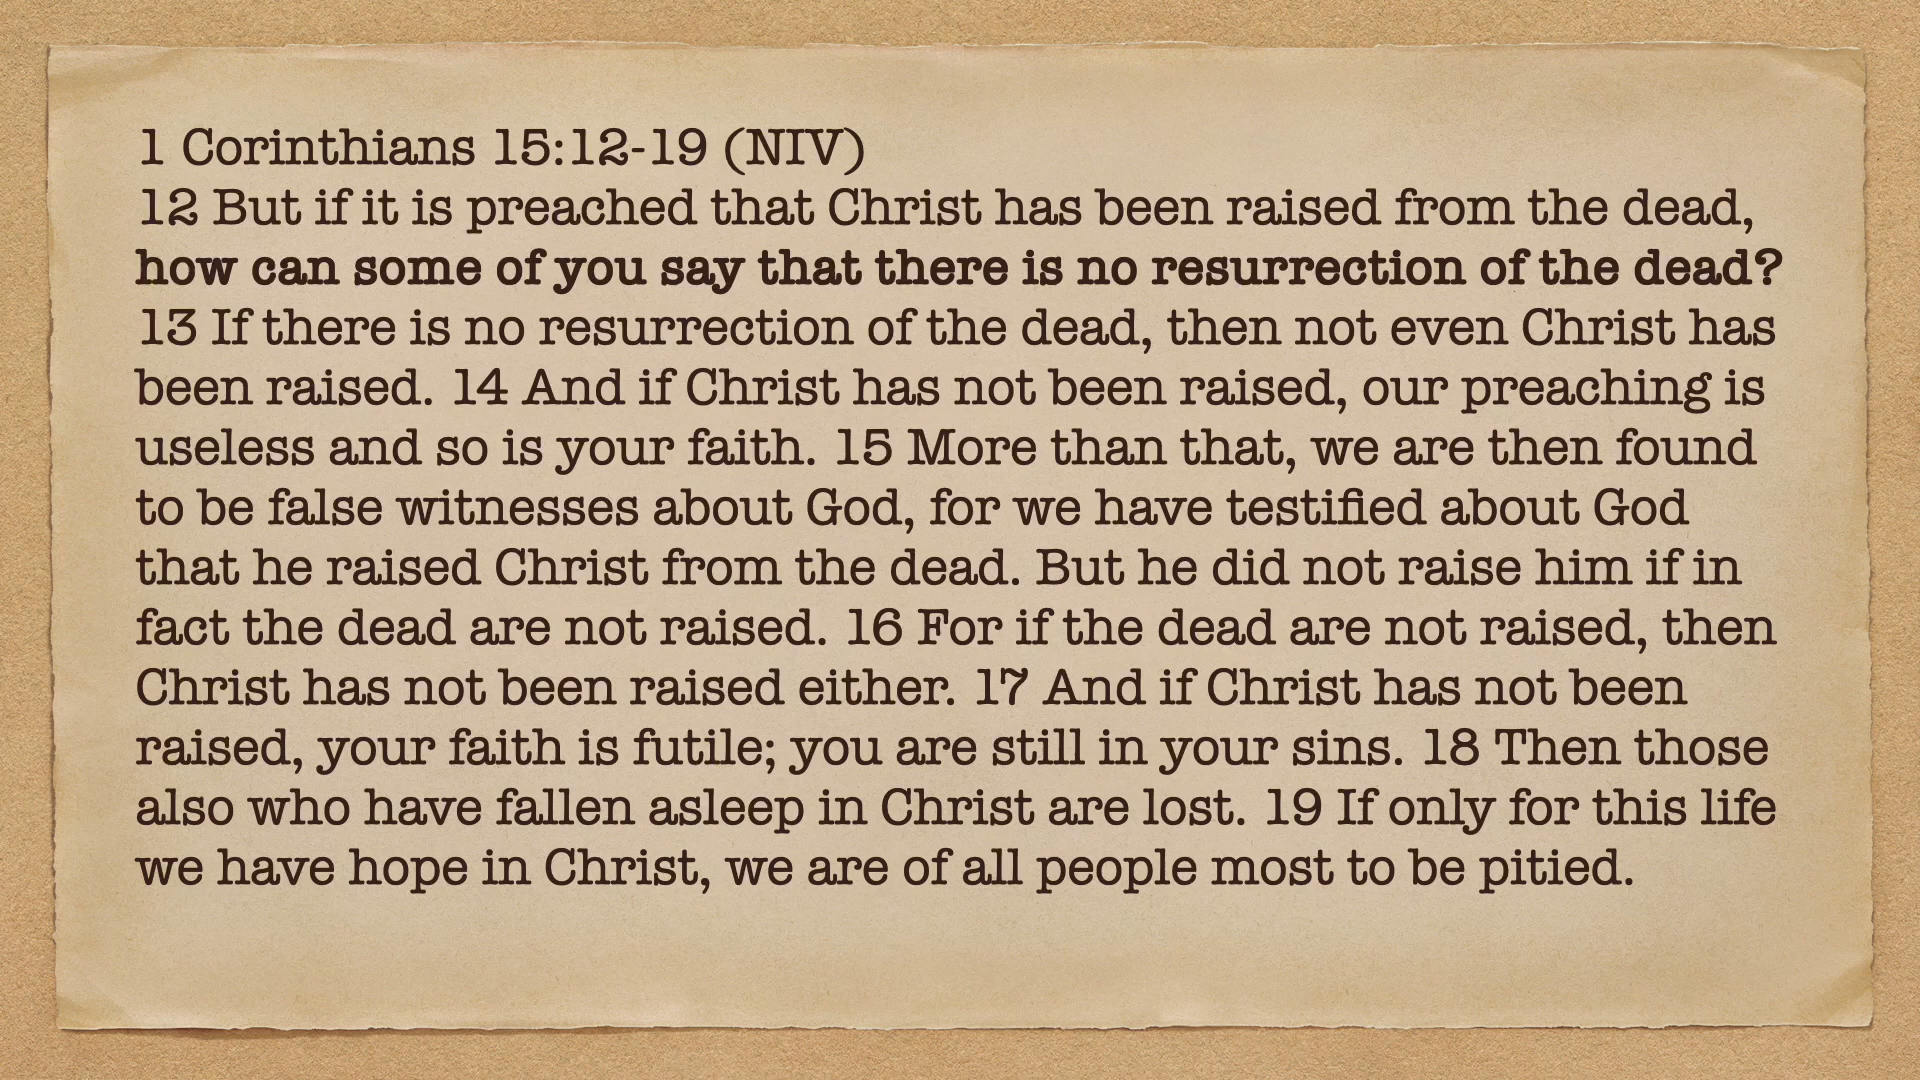 1 Corinthians 15:12-19 (NIV)
12 But if it is preached that Christ has been raised from the dead,
how can some of you say that there is no resurrection of the dead?
13 If there is no resurrection of the dead, then not even Christ has
been raised. 14 And if Christ has not been raised, our preaching is
useless and so is your faith. 15 More than that, we are then found
to be false witnesses about God, for we have testified about God
that he raised Christ from the dead. But he did not raise him if in
fact the dead are not raised. 16 For if the dead are not raised, then
Christ has not been raised either. 17 And if Christ has not been
raised, your faith is futile; you are still in your sins. 18 Then those
also who have fallen asleep in Christ are lost. 19 If only for this life
we have hope in Christ, we are of all people most to be pitied.